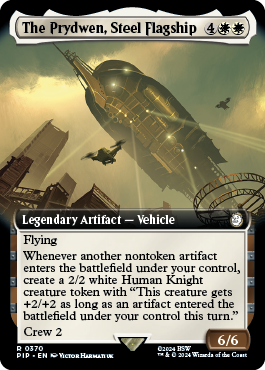 The Prydwen, Steel Flagship 4
Legendary Artifact — Vehicle
Flying
Whenever another nontoken artifact
enters the battlefield under your control,
create a 2/2 white Human Knight
creature token with “This creature gets
+2/+2 as long as an artifact entered the
battlefield under your control this turn.”
Crew 2
6/6
R 0370
PIP • EN Victor Harmatiuk
©2024 BSW
™ & © 2024 Wizards of the Coast